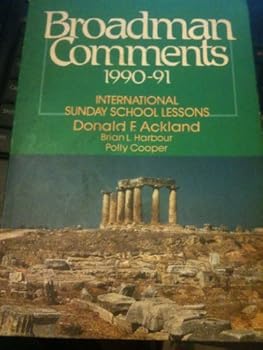 Broadman
Comments
1990-91
INTERNATIONAL
SUNDAY SCHOOL LESSONS
Donald F. Ackland
Brian L. Harbour
Polly Cooper